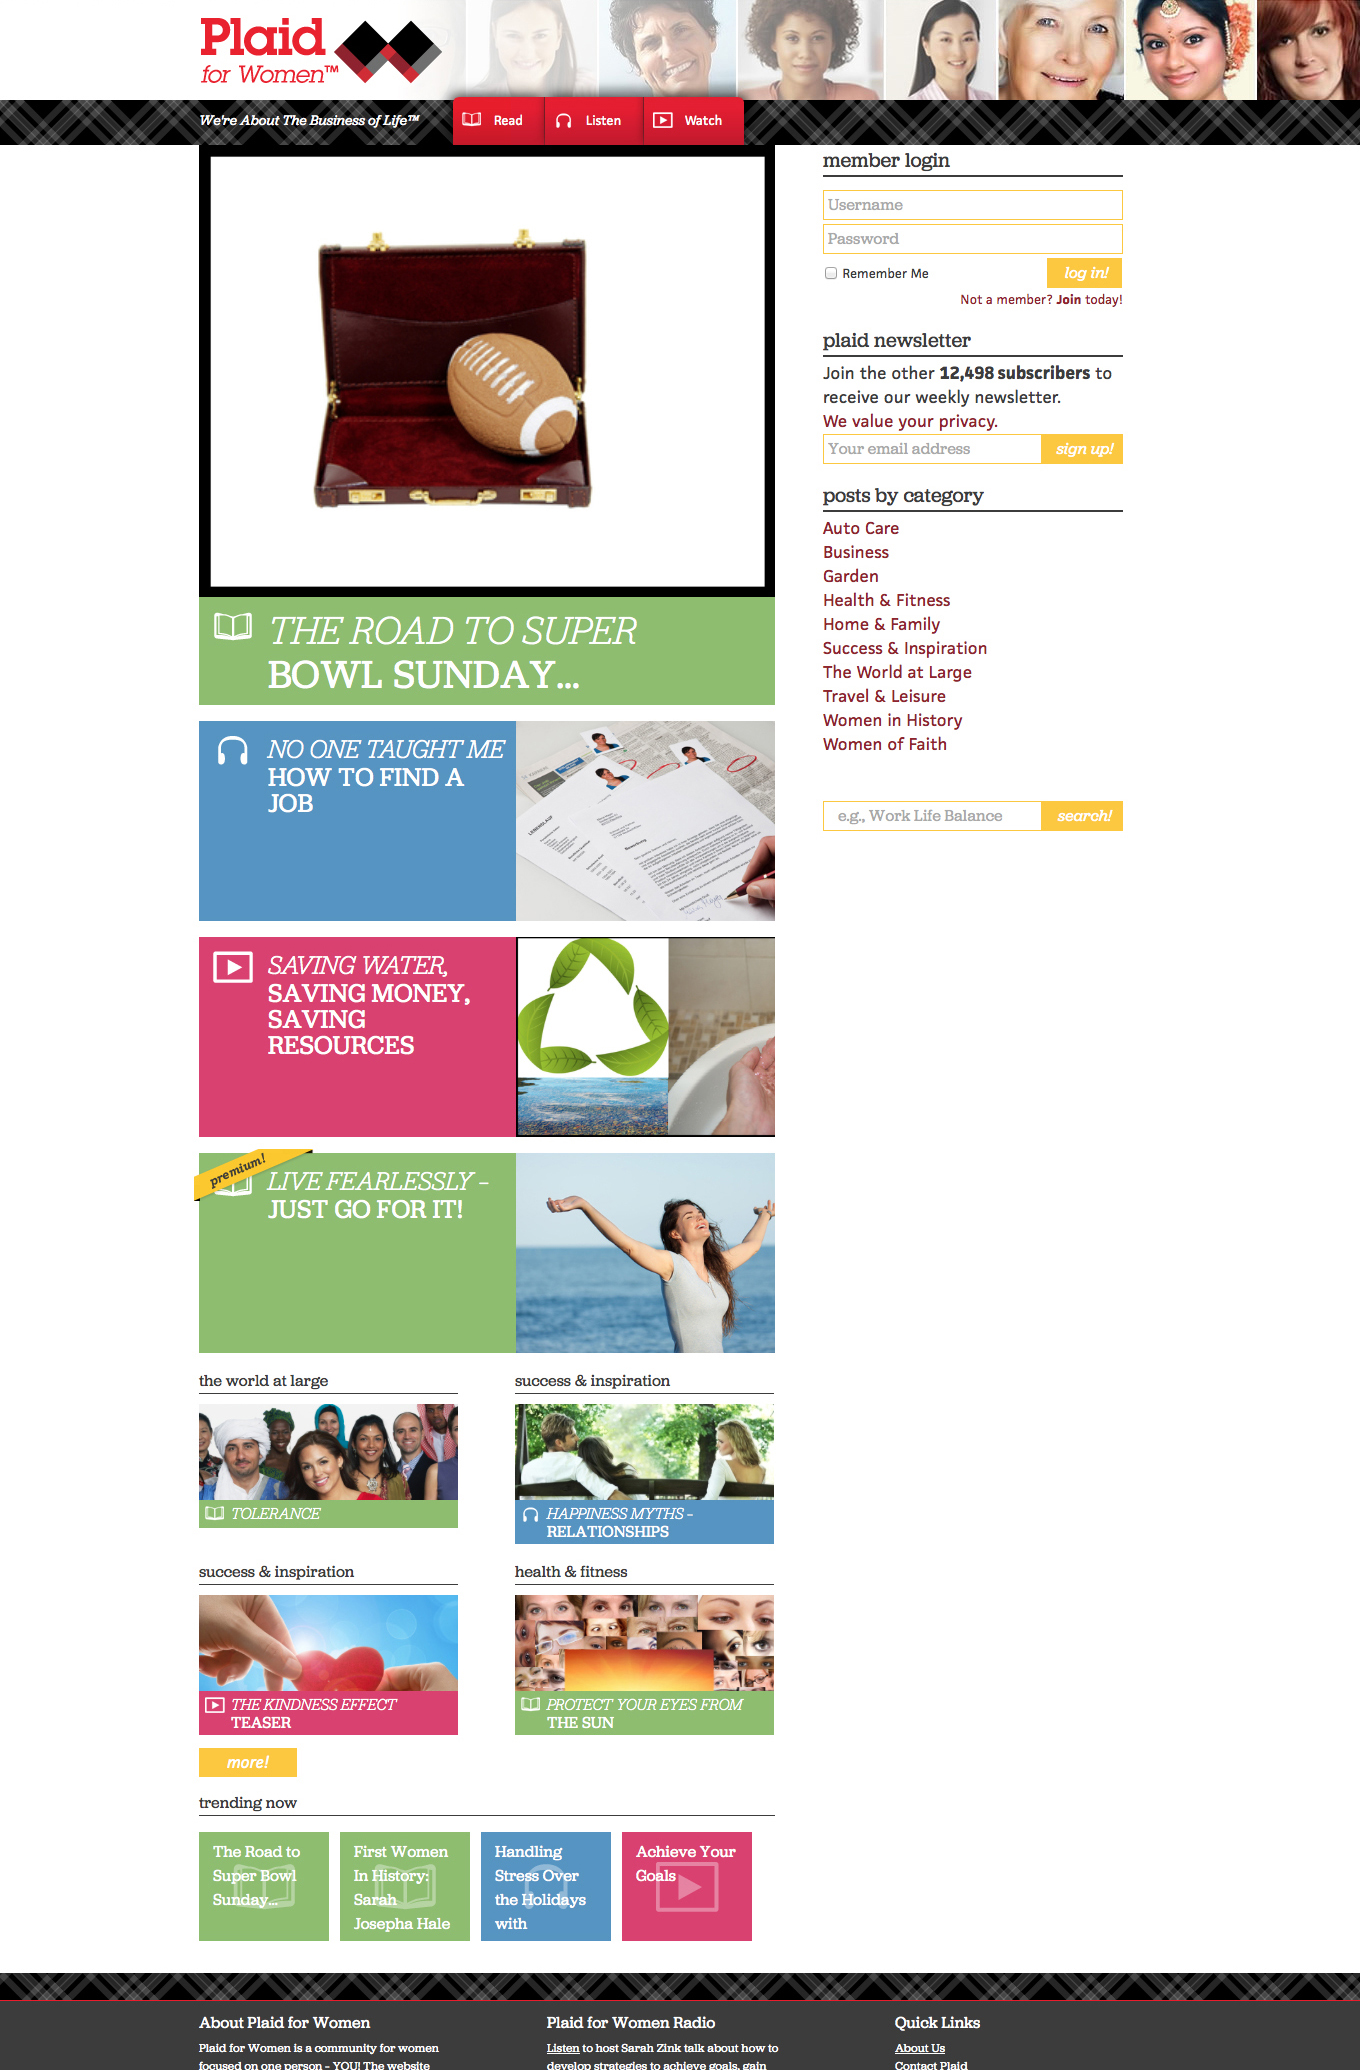 Plaid
for Women™
We're About The Business of Life™
Read
Listen
Watch
THE ROAD TO SUPER
BOWL SUNDAY...
NO ONE TAUGHT ME
HOW TO FIND A
JOB
SAVING WATER,
SAVING MONEY,
SAVING
RESOURCES
premium!
LIVE FEARLESSLY –
JUST GO FOR IT!
the world at large
TOLERANCE
success & inspiration
HAPPINESS MYTHS –
RELATIONSHIPS
success & inspiration
THE KINDNESS EFFECT
TEASER
health & fitness
PROTECT YOUR EYES FROM
THE SUN
more!
trending now
The Road to
Super Bowl
Sunday...
First Women
In History:
Sarah
Josepha Hale
Handling
Stress Over
the Holidays
with
Achieve Your
Goals
member login
Username
Password
Remember Me
log in!
Not a member? Join today!
plaid newsletter
Join the other 12,498 subscribers to
receive our weekly newsletter.
We value your privacy.
Your email address
sign up!
posts by category
Auto Care
Business
Garden
Health & Fitness
Home & Family
Success & Inspiration
The World at Large
Travel & Leisure
Women in History
Women of Faith
e.g., Work Life Balance
search!
About Plaid for Women
Plaid for Women is a community for women
focused on one person - YOU! The website
Plaid for Women Radio
Listen to host Sarah Zink talk about how to
develop strategies to achieve goals, gain
Quick Links
About Us
Contact Plaid